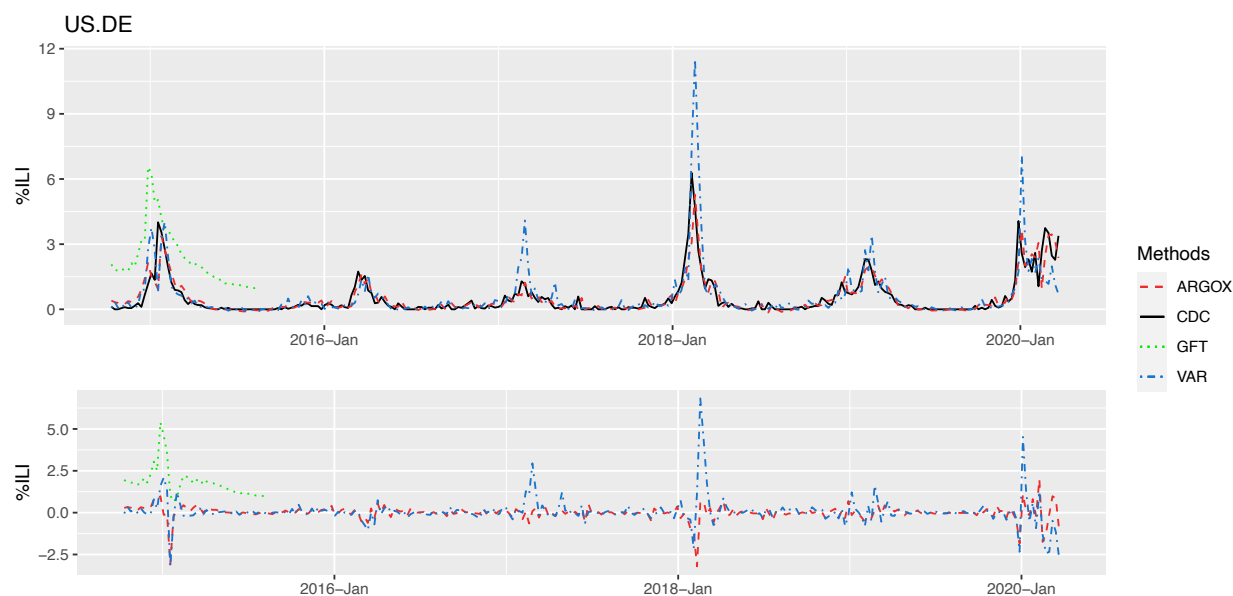 US.DE
12
9
6
3
0
%ILI
2016–Jan
2018–Jan
2020–Jan
5.0
2.5
0.0
−2.5
%ILI
2016–Jan
2018–Jan
2020–Jan
Methods
ARGOX
CDC
GFT
VAR